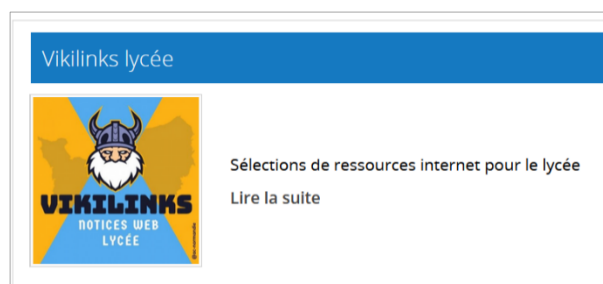 Vikilinks lycée
VIKILINKS
NOTICES WEB
LYCÉE
Sélections de ressources internet pour le lycée
Lire la suite